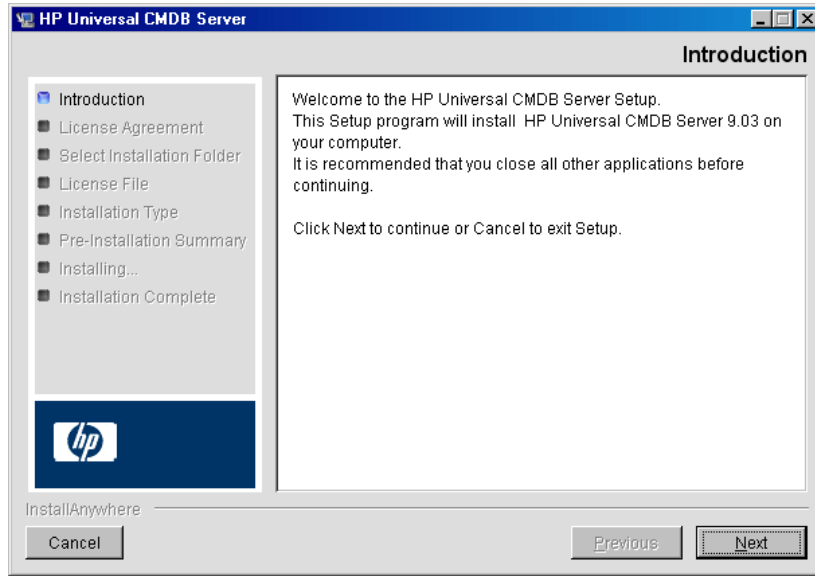 HP Universal CMDB Server
Introduction
Introduction
License Agreement
Select Installation Folder
License File
Installation Type
Pre-Installation Summary
Installing...
Installation Complete
hp
Welcome to the HP Universal CMDB Server Setup.
This Setup program will install HP Universal CMDB Server 9.03 on
your computer.
It is recommended that you close all other applications before
continuing.
Click Next to continue or Cancel to exit Setup.
InstallAnywhere
Cancel
Previous
Next